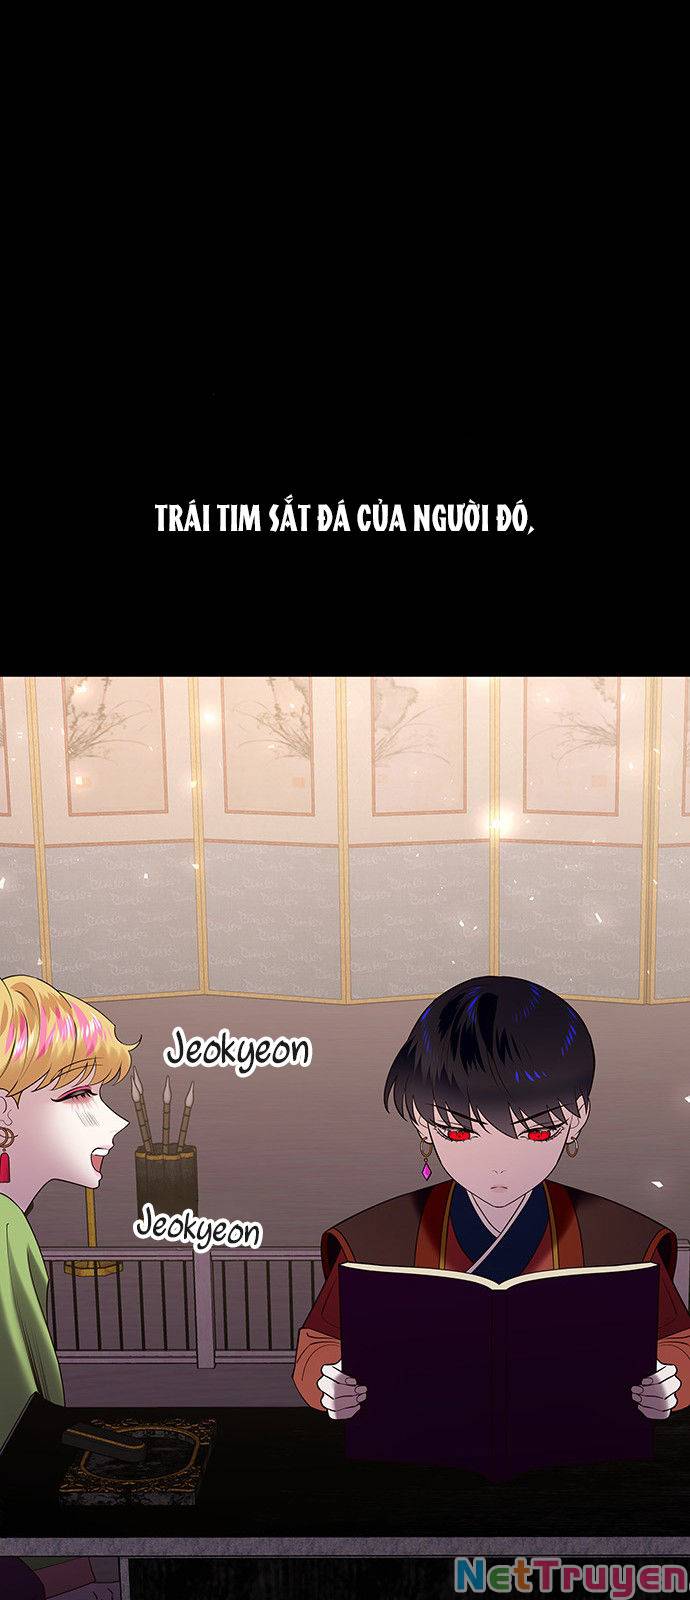 TRÁI TIM SẮT ĐÁ CỦA NGƯỜI ĐÓ,
Jeokyeon
Jeokyeon
NetTruyen